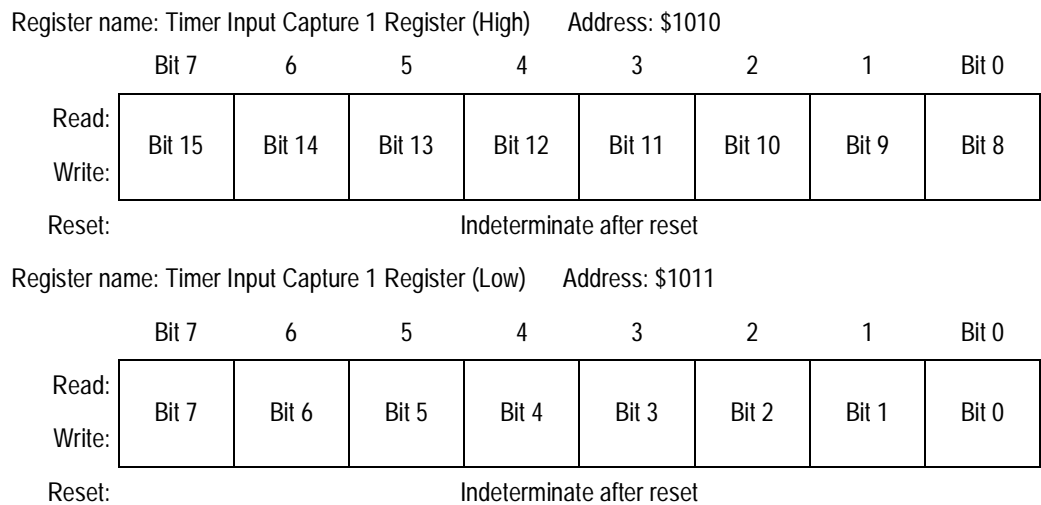 Register name: Timer Input Capture 1 Register (High) Address: $1010
Bit 7 6 5 4 3 2 1 Bit 0
Read:
Bit 15 Bit 14 Bit 13 Bit 12 Bit 11 Bit 10 Bit 9 Bit 8
Write:
Reset: Indeterminate after reset
Register name: Timer Input Capture 1 Register (Low) Address: $1011
Bit 7 6 5 4 3 2 1 Bit 0
Read:
Bit 7 Bit 6 Bit 5 Bit 4 Bit 3 Bit 2 Bit 1 Bit 0
Write:
Reset: Indeterminate after reset